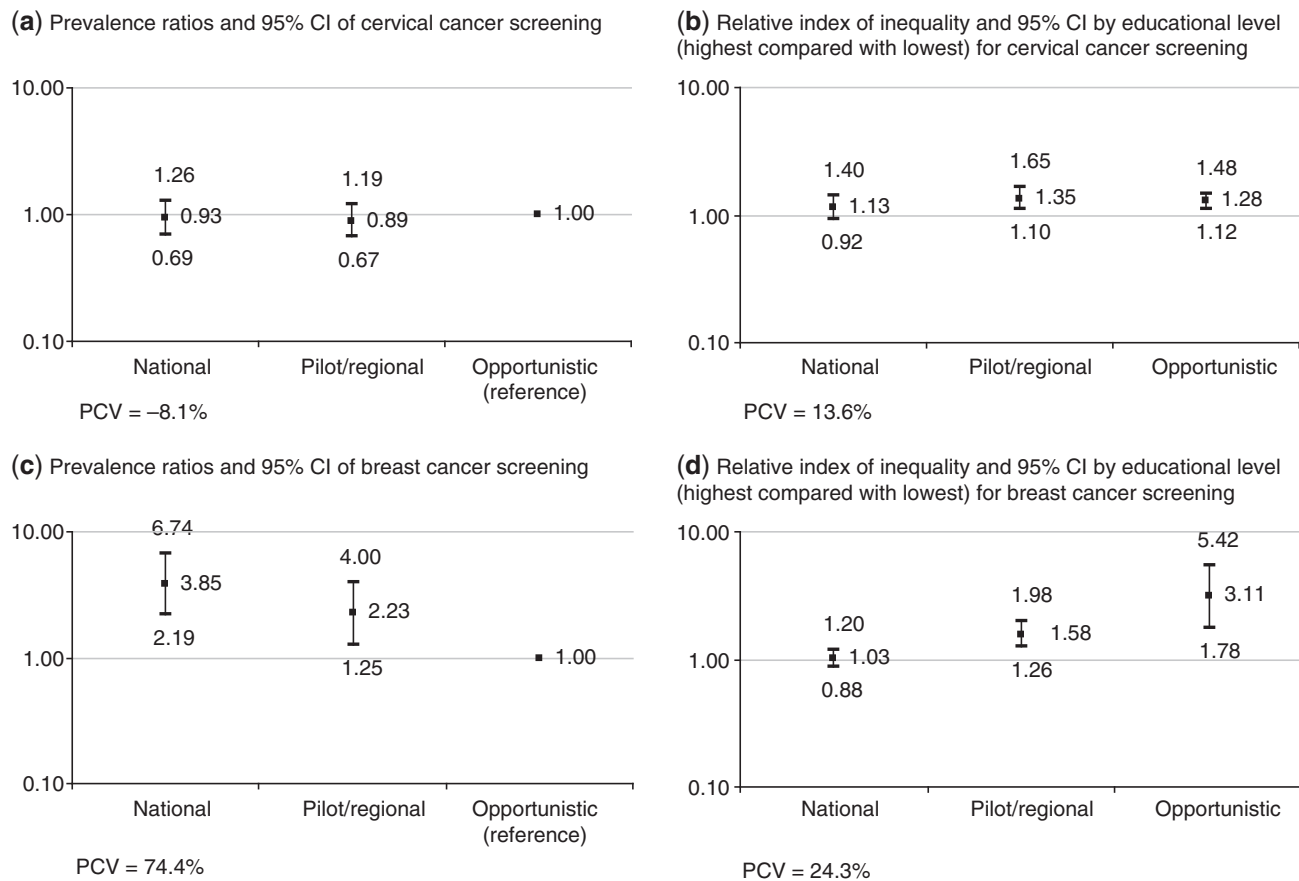 (a) Prevalence ratios and 95% CI of cervical cancer screening
10.00
1.26
1.19
1.00
0.93
0.89
1.00
0.69
0.67
0.10
National
Pilot/regional
Opportunistic
(reference)
PCV = –8.1%
(b) Relative index of inequality and 95% CI by educational level
(highest compared with lowest) for cervical cancer screening
10.00
1.40
1.65
1.48
1.13
1.35
1.28
1.00
0.92
1.10
1.12
0.10
National
Pilot/regional
Opportunistic
PCV = 13.6%
(c) Prevalence ratios and 95% CI of breast cancer screening
10.00
6.74
4.00
3.85
2.23
2.19
1.25
1.00
1.00
0.10
National
Pilot/regional
Opportunistic
(reference)
PCV = 74.4%
(d) Relative index of inequality and 95% CI by educational level
(highest compared with lowest) for breast cancer screening
10.00
5.42
1.98
3.11
1.20
1.58
1.78
1.00
1.03
1.26
0.88
0.10
National
Pilot/regional
Opportunistic
PCV = 24.3%